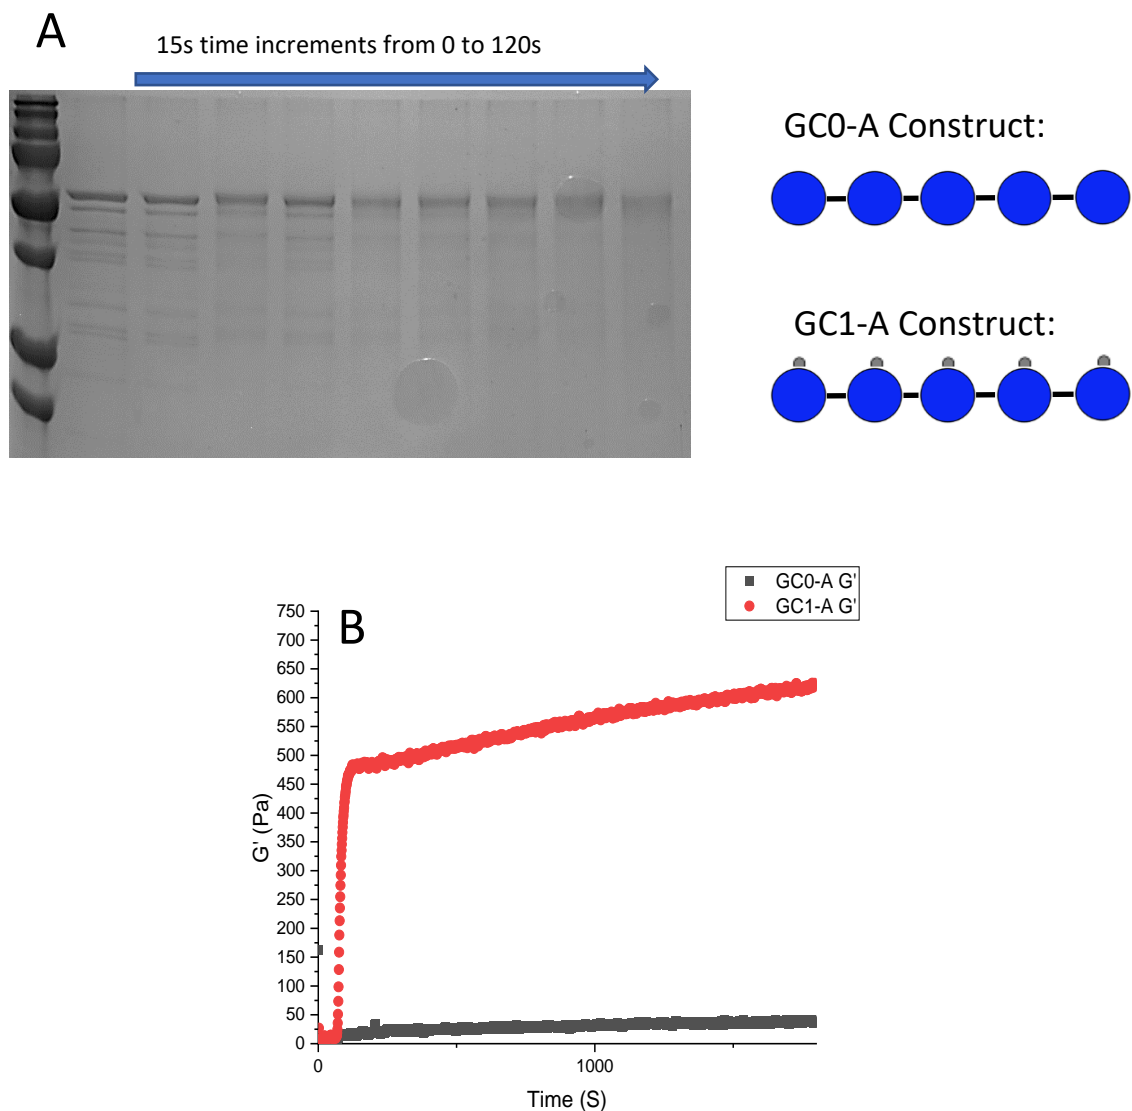 A
15s time increments from 0 to 120s
GC0-A Construct:
GC1-A Construct:
GC0-A G'
GC1-A G'
B
750
700
650
600
550
500
450
400
350
300
250
200
150
100
50
0
G' (Pa)
0
1000
Time (S)